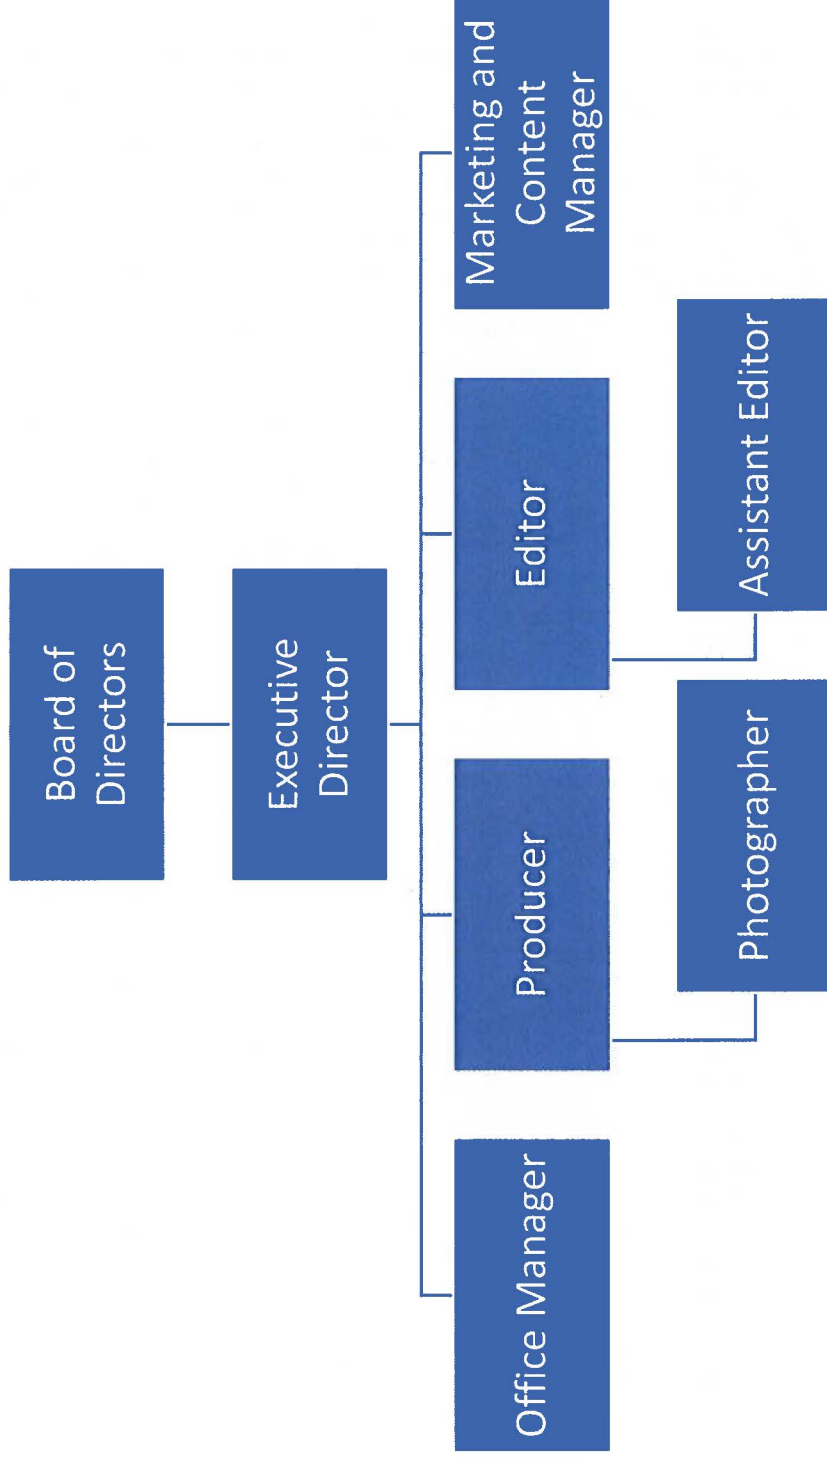 Board of
Directors
Executive
Director
Office Manager
Producer
Editor
Marketing and
Content
Manager
Photographer
Assistant Editor